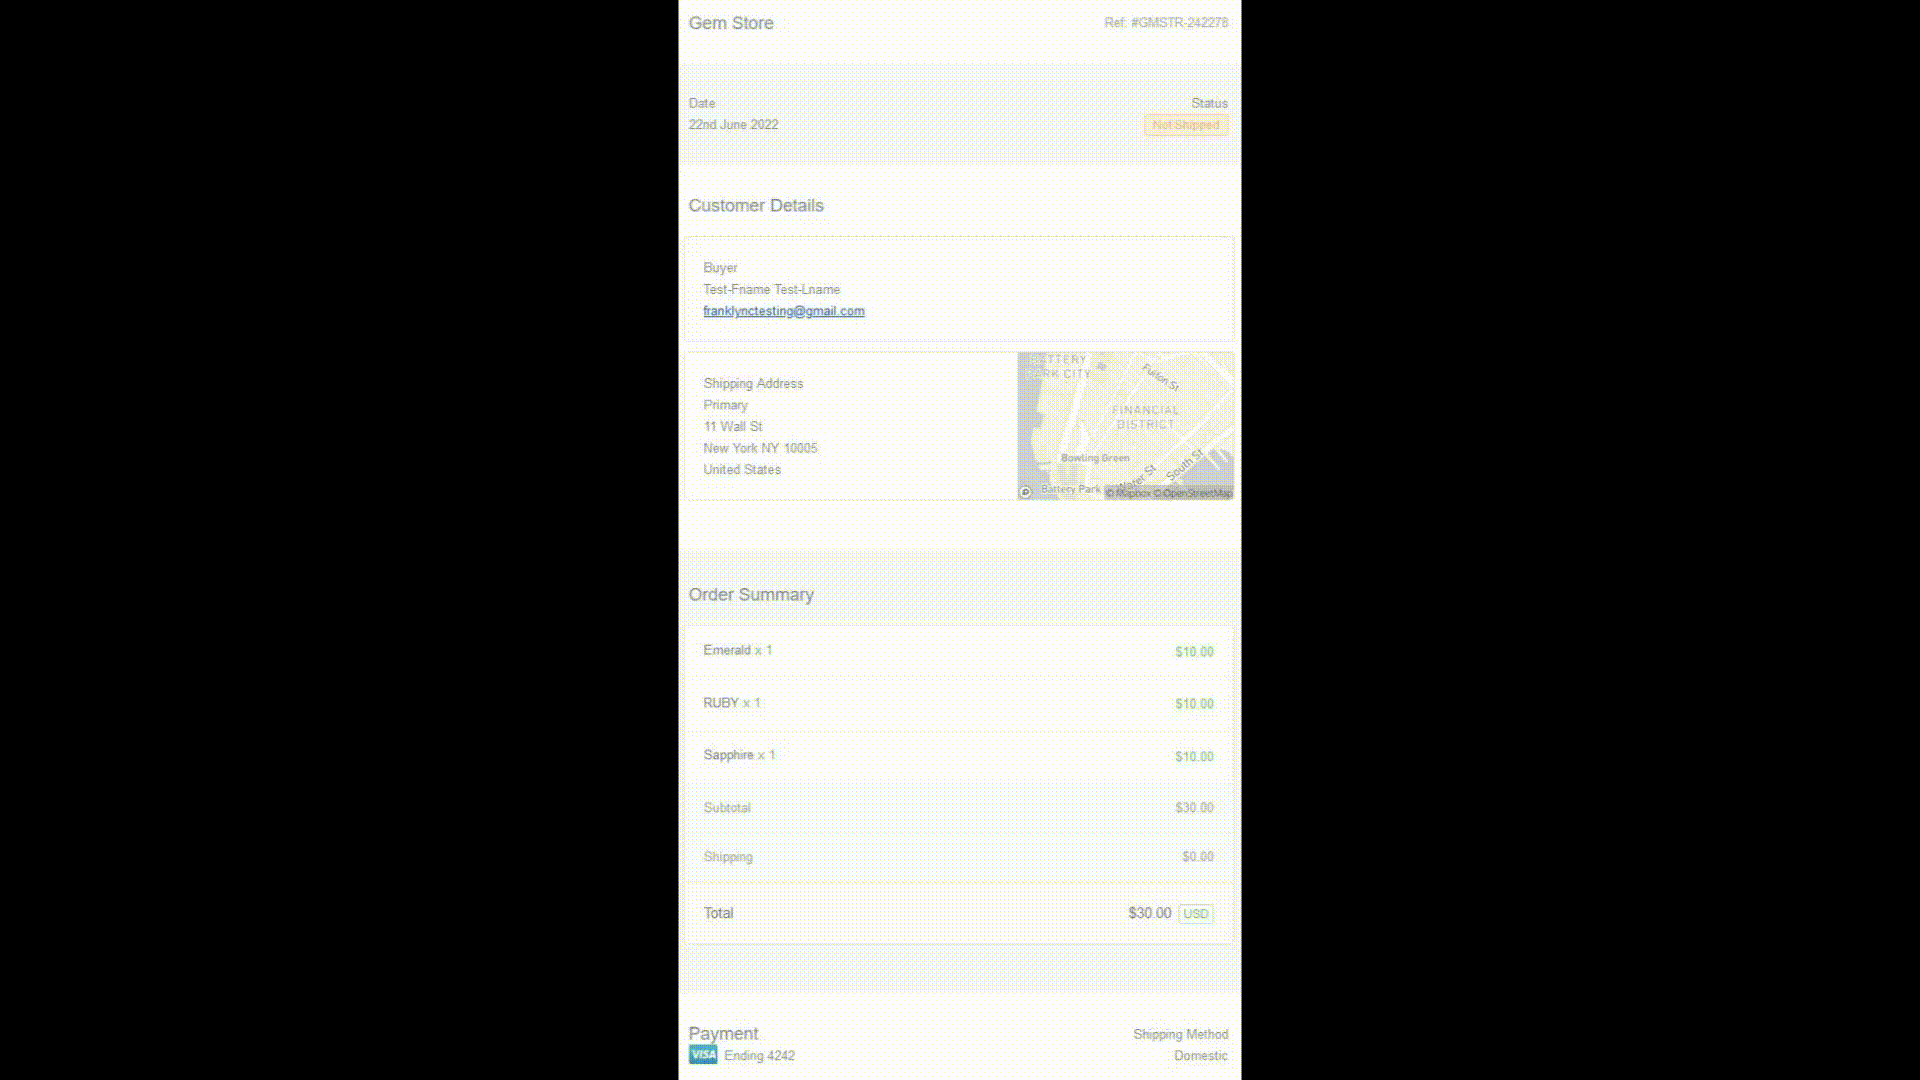 Gem Store
Ref: #GMSTR-242278
Date
Status
22nd June 2022
Not Shipped
Customer Details
Buyer
Test-Fname Test-Lname
franklynctesting@gmail.com
Shipping Address
Primary
11 Wall St
New York NY 10005
United States
BATTERY
PARK CITY
St
Fulton St
FINANCIAL
DISTRICT
Bowling Green
Water St
South St
Battery Park
© Mapbox © OpenStreetMap
Order Summary
Emerald x 1
$10.00
RUBY x 1
$10.00
Sapphire x 1
$10.00
Subtotal
$30.00
Shipping
$0.00
Total
$30.00 USD
Payment
Shipping Method
VISA Ending 4242
Domestic